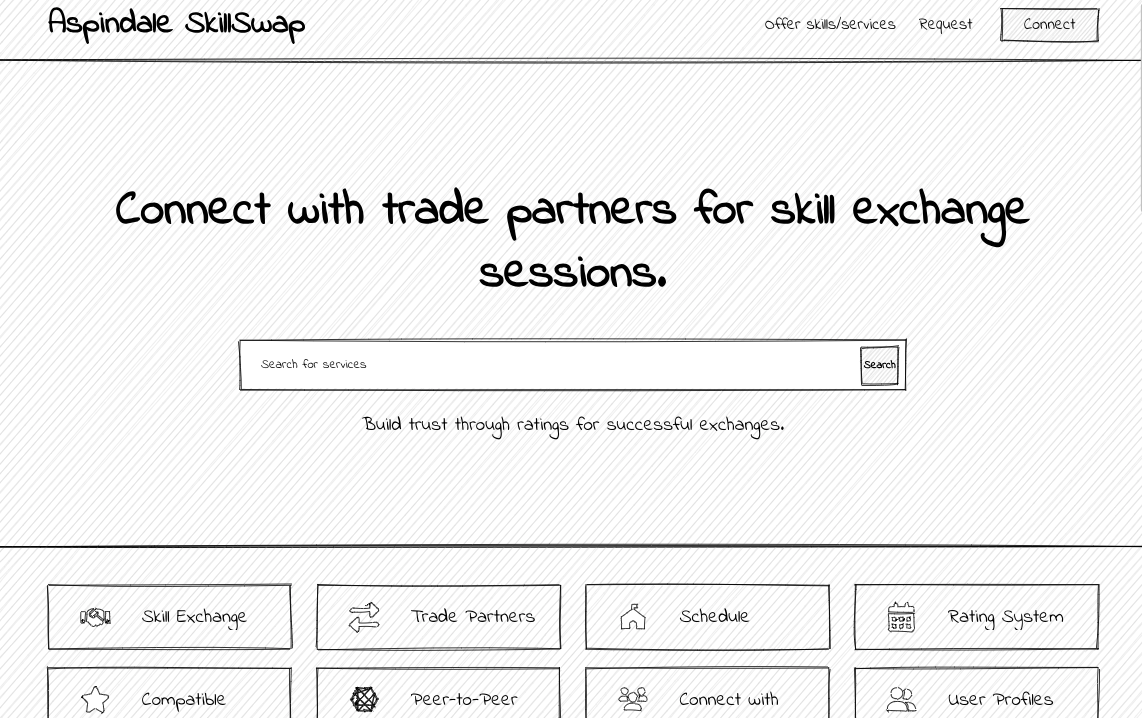 Aspindale SkillSwap
Offer skills/services Request Connect
Connect with trade partners for skill exchange
sessions.
Search for services Search
Build trust through ratings for successful exchanges.
Skill Exchange Trade Partners Schedule Rating System
Compatible Peer-to-Peer Connect with User Profiles